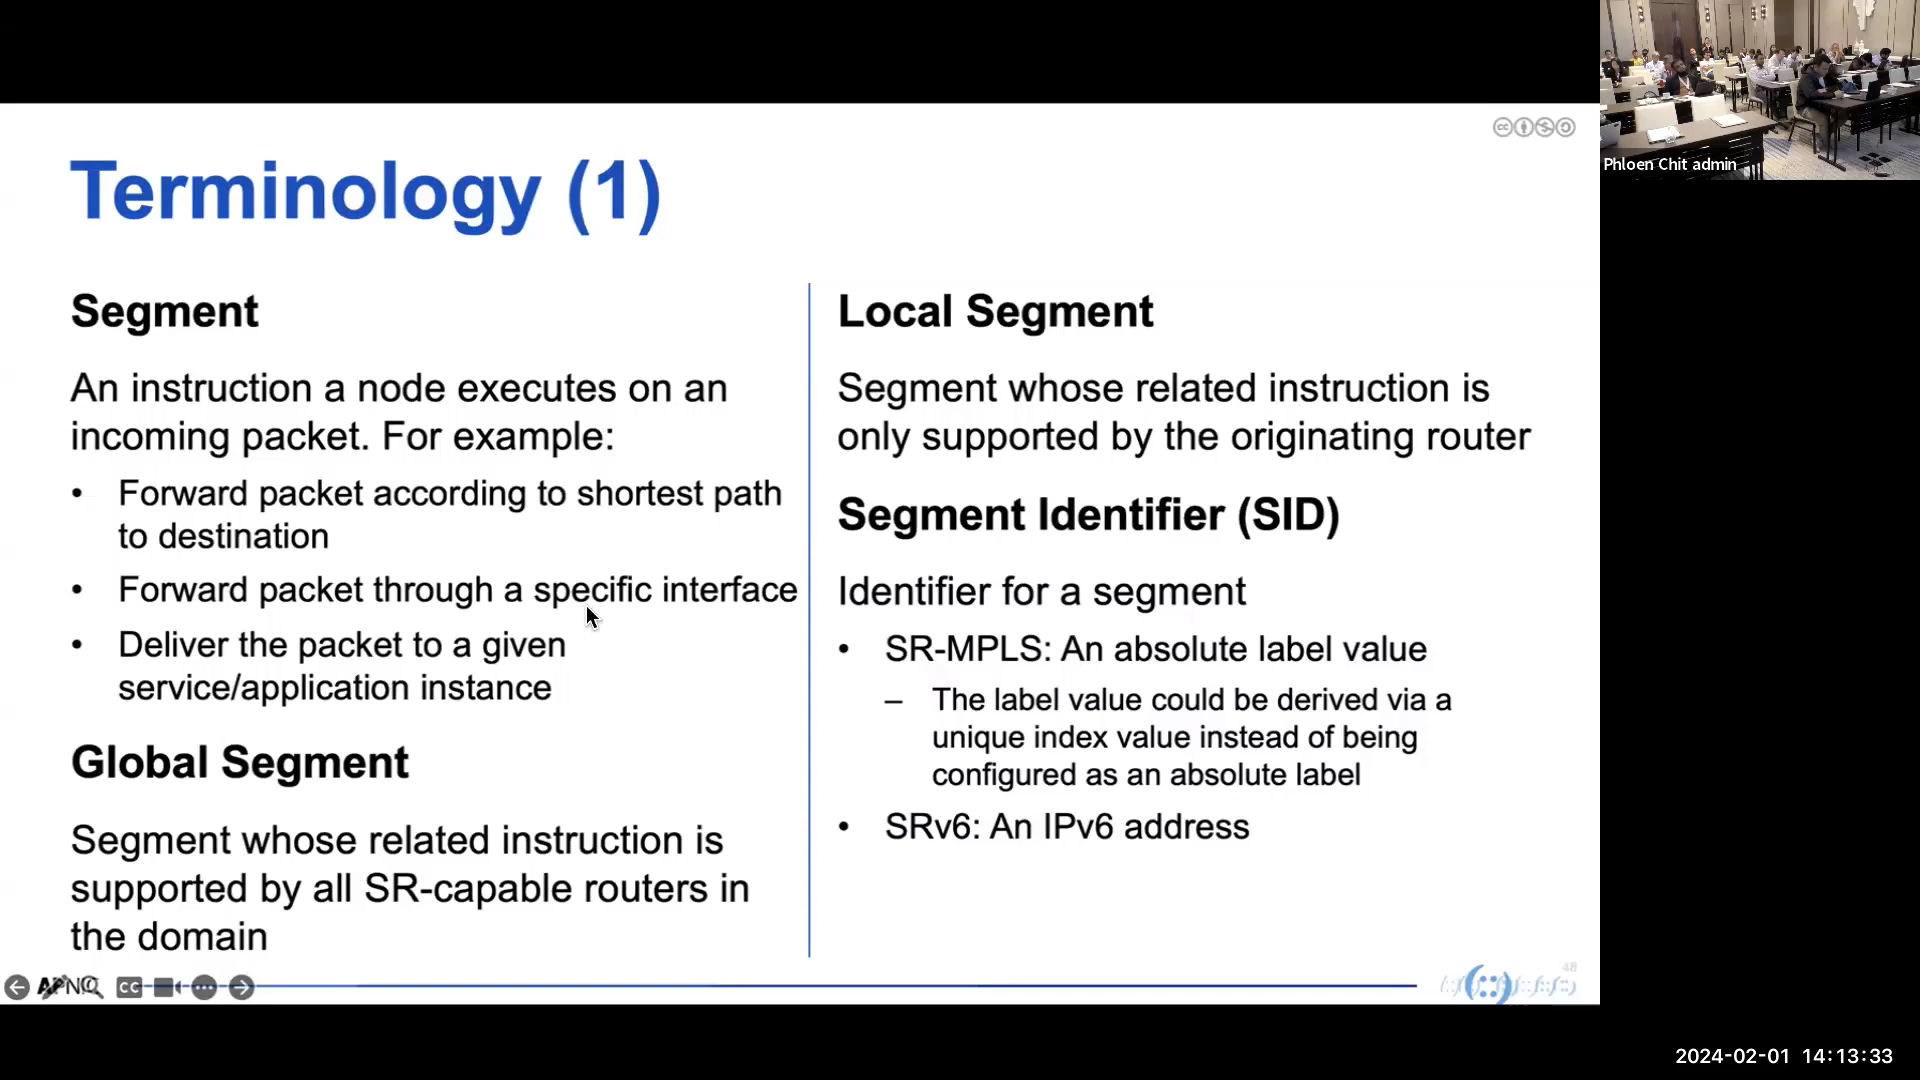 Terminology (1)
Segment
An instruction a node executes on an
incoming packet. For example:
• Forward packet according to shortest path
to destination
• Forward packet through a specific interface
• Deliver the packet to a given
service/application instance
Global Segment
Segment whose related instruction is
supported by all SR-capable routers in
the domain
Local Segment
Segment whose related instruction is
only supported by the originating router
Segment Identifier (SID)
Identifier for a segment
• SR-MPLS: An absolute label value
– The label value could be derived via a
unique index value instead of being
configured as an absolute label
• SRv6: An IPv6 address
CC
48
Phloen Chit admin
2024-02-01 14:13:33